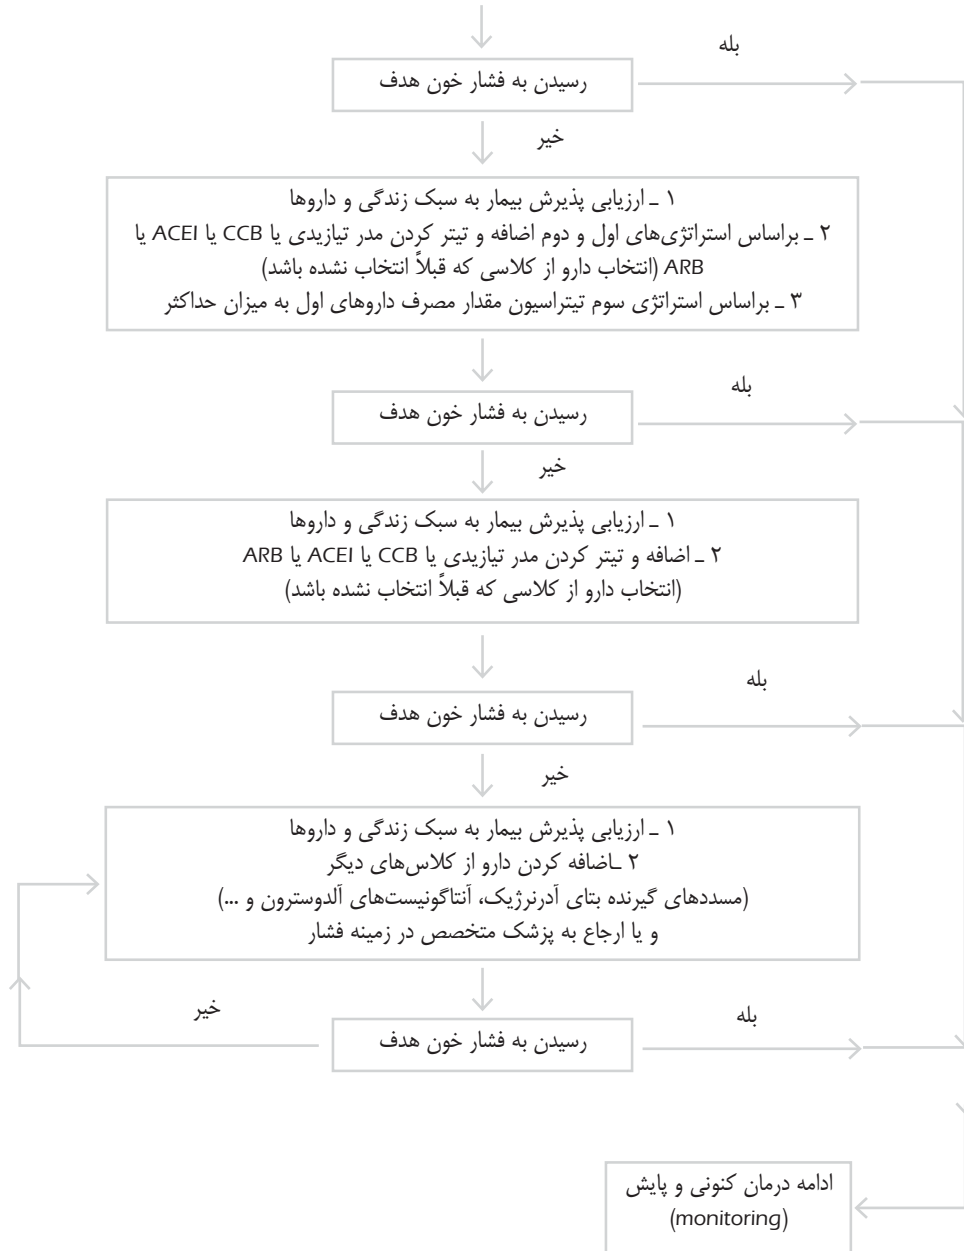 بله
رسیدن به فشار خون هدف
خیر
۱ ـ ارزیابی پذیرش بیمار به سبک زندگی و داروها
۲ ـ براساس استراتژی‌های اول و دوم اضافه و تیتر کردن مدر تیازیدی یا CCB یا ACEI یا
ARB (انتخاب دارو از کلاسی که قبلاً انتخاب نشده باشد)
۳ ـ براساس استراتژی سوم تیتراسیون مقدار مصرف داروهای اول به میزان حداکثر
بله
رسیدن به فشار خون هدف
خیر
۱ ـ ارزیابی پذیرش بیمار به سبک زندگی و داروها
۲ ـ اضافه و تیتر کردن مدر تیازیدی یا CCB یا ACEI یا ARB
(انتخاب دارو از کلاسی که قبلاً انتخاب نشده باشد)
بله
رسیدن به فشار خون هدف
خیر
۱ ـ ارزیابی پذیرش بیمار به سبک زندگی و داروها
۲ ـاضافه کردن دارو از کلاس‌های دیگر
(مسددهای گیرنده بتای آدرنرژیک، آنتاگونیست‌های آلدوسترون و ...)
و یا ارجاع به پزشک متخصص در زمینه فشار
بله
خیر
رسیدن به فشار خون هدف
ادامه درمان کنونی و پایش
(monitoring)